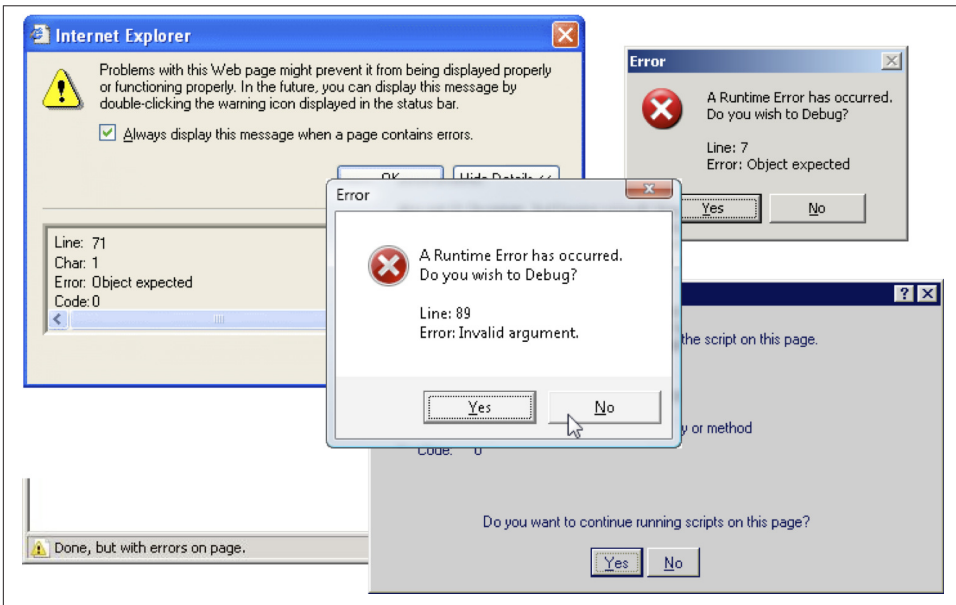 Internet Explorer
Problems with this Web page might prevent it from being displayed properly
or functioning properly. In the future, you can display this message by
double-clicking the warning icon displayed in the status bar.
Always display this message when a page contains errors.
OK
Hide Details <<
Line: 71
Char: 1
Error: Object expected
Code: 0
Error
A Runtime Error has occurred.
Do you wish to Debug?
Line: 7
Error: Object expected
Yes
No
Error
A Runtime Error has occurred.
Do you wish to Debug?
Line: 89
Error: Invalid argument.
Yes
No
the script on this page.
or method
Code: 0
Do you want to continue running scripts on this page?
Yes
No
Done, but with errors on page.